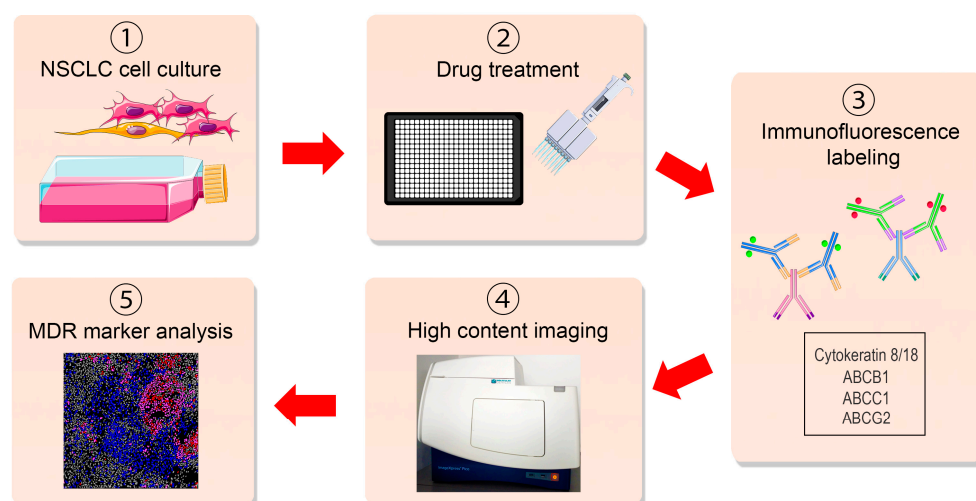 ①
NSCLC cell culture
②
Drug treatment
③
Immunofluorescence
labeling
Cytokeratin 8/18
ABCB1
ABCC1
ABCG2
④
High content imaging
⑤
MDR marker analysis